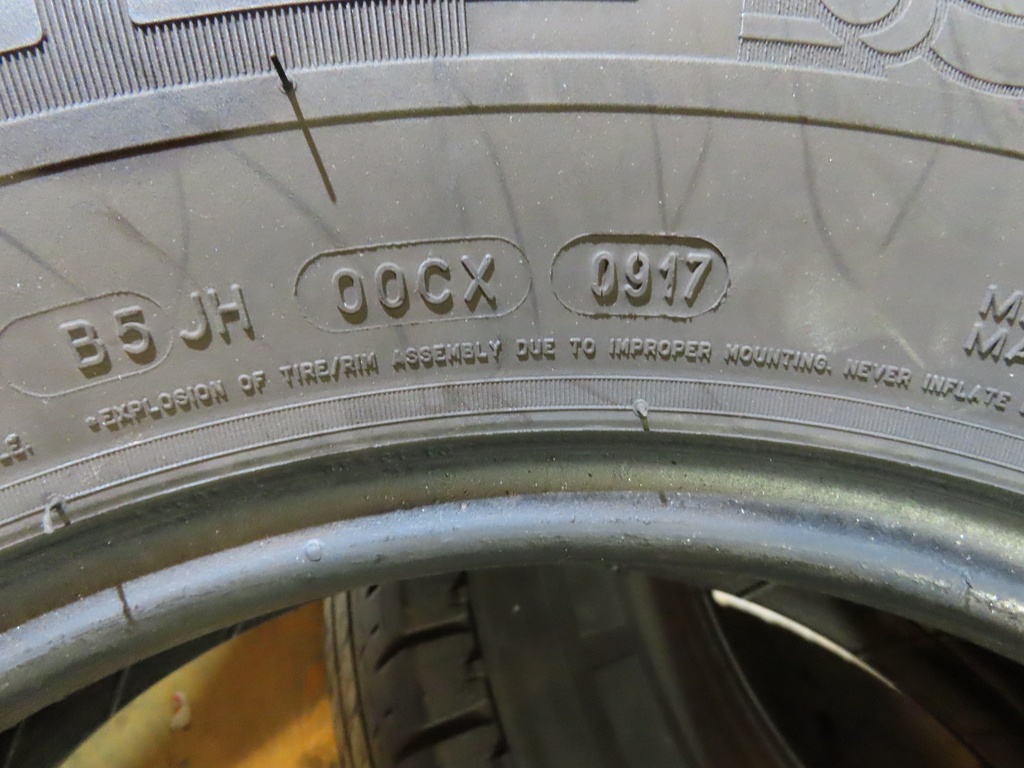 B5 JH 00CX 0917
•EXPLOSION OF TIRE/RIM ASSEMBLY DUE TO IMPROPER MOUNTING. NEVER INFLATE